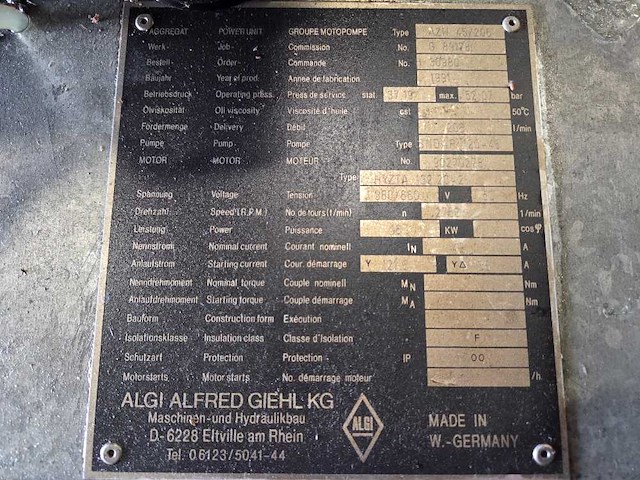 AGGREGAT POWER UNIT GROUPE MOTOPOMPE Type
Werk- Job- Commission No.
Bestell- Order- Commande No.
Baujahr Year of prod. Année de fabrication 1991
Betriebsdruck Operating press. Press de service stat. max. bar
Ölviskosität Oil viscosity Viscosité d'huile cst 50°C
Fördermenge Delivery Débit l/min
Pumpe Pump Pompe Type
MOTOR MOTOR MOTEUR No.
Type
Spannung Voltage Tension V Hz
Drehzahl Speed (R.P.M.) No de tours (t/min) n 1/min
Leistung Power Puissance KW cosφ
Nennstrom Nominal current Courant nominell IN A
Anlaufstrom Starting current Cour. démarrage Y Y△ A
Nenndrehmoment Nominal torque Couple nominell MN Nm
Anlaufdrehmoment Starting torque Couple démarrage MA Nm
Bauform Construction form Exécution
Isolationsklasse Insulation class Classe d'isolation F
Schutzart Protection Protection IP 00
Motorstarts Motor starts No. démarrage moteur /h
ALGI ALFRED GIEHL KG
Maschinen-und Hydraulikbau
D-6228 Eltville am Rhein
Tel. 06123/5041-44
ALGI
MADE IN
W.-GERMANY